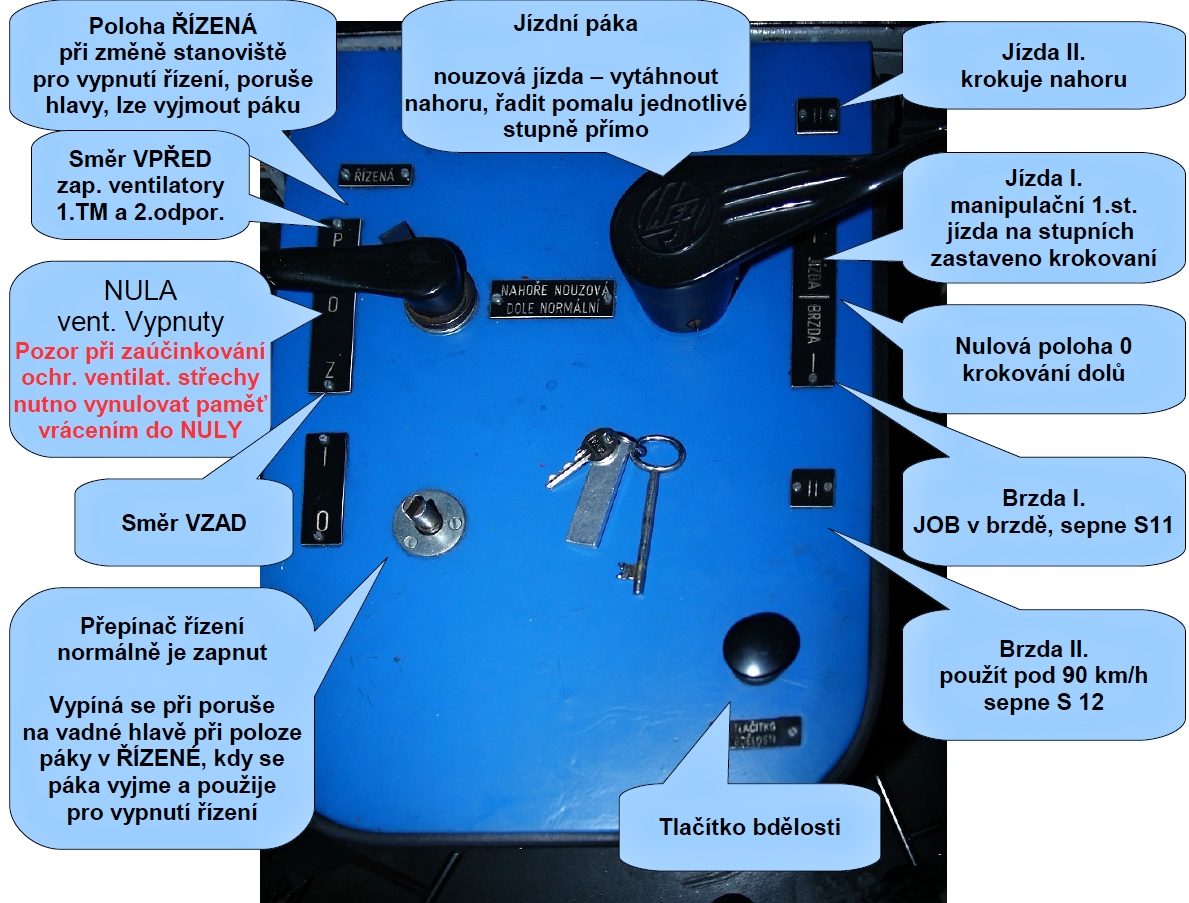 Poloha ŘÍZENÁ
při změně stanoviště
pro vypnutí řízení, poruše
hlavy, lze vyjmout páku
Jízdní páka
nouzová jízda – vytáhnout
nahoru, řadit pomalu jednotlivé
stupně přímo
Jízda II.
krokuje nahoru
Směr VPŘED
zap. ventilatory
1.TM a 2.odpor.
Jízda I.
manipulační 1.st.
jízda na stupních
zastaveno krokovaní
NULA
vent. Vypnuty
Pozor při zaúčinkování
ochr. ventilat. střechy
nutno vynulovat paměť
vrácením do NULY
Nulová poloha 0
krokování dolů
Směr VZAD
Brzda I.
JOB v brzdě, sepne S11
Přepínač řízení
normálně je zapnut
Vypíná se při poruše
na vadné hlavě při poloze
páky v ŘÍZENÉ, kdy se
páka vyjme a použije
pro vypnutí řízení
Brzda II.
použít pod 90 km/h
sepne S 12
Tlačítko bdělosti
ŘÍZENÁ
P
O
Z
I
O
NAHOŘE NOUZOVÁ
DOLE NORMÁLNÍ
II
I JÍZDA | BRZDA I
II
TLAČÍTKO
BDĚLOSTI